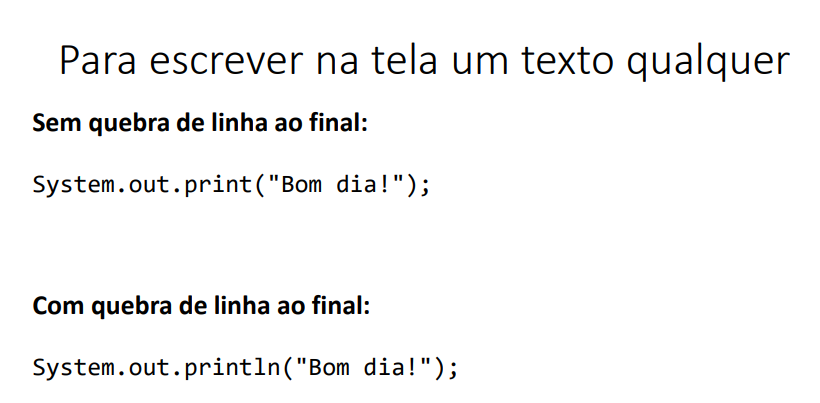 Para escrever na tela um texto qualquer
Sem quebra de linha ao final:
System.out.print("Bom dia!");
Com quebra de linha ao final:
System.out.println("Bom dia!");